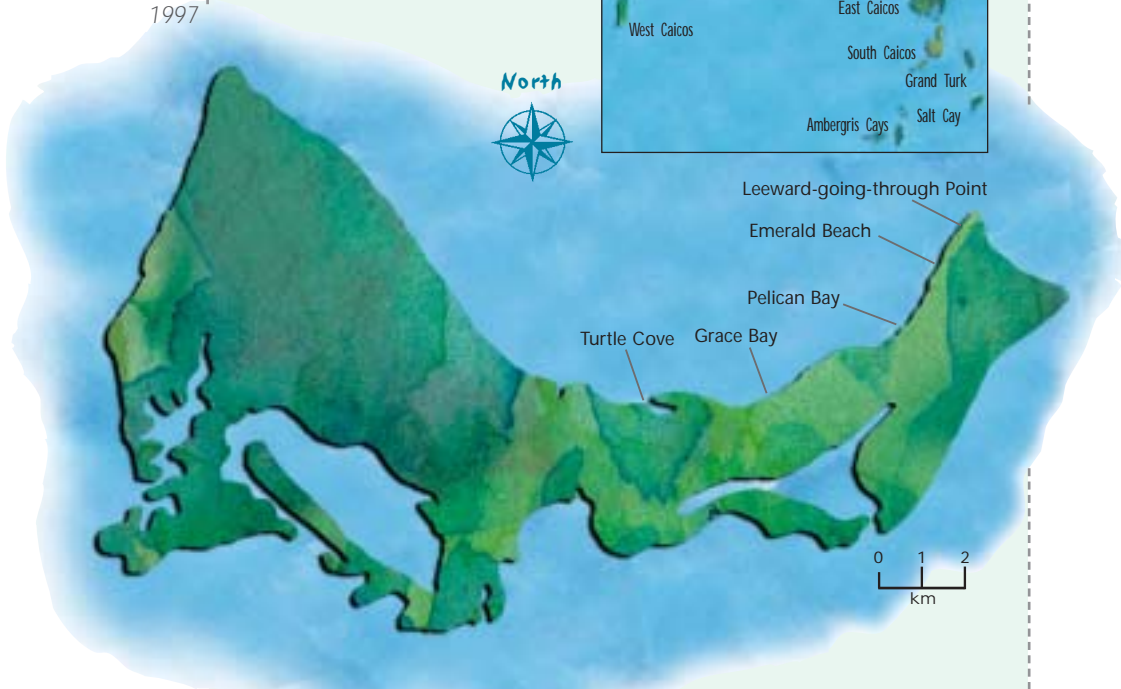 1997
East Caicos
West Caicos
South Caicos
North
Grand Turk
Salt Cay
Ambergris Cays
Leeward-going-through Point
Emerald Beach
Pelican Bay
Turtle Cove
Grace Bay
0 1 2
km